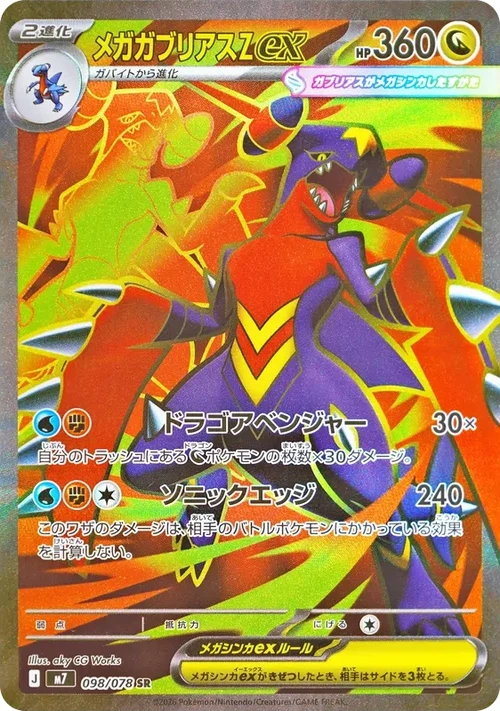 2進化 メガガブリアスZex HP360
ガバイトから進化
ガブリアスがメガシンカしたすがた
ドラゴアベンジャー 30×
自分のトラッシュにあるポケモンの枚数×30ダメージ。
ソニックエッジ 240
このワザのダメージは、相手のバトルポケモンにかかっている効果
を計算しない。
弱点 抵抗力 にげる
Illus. aky CG Works
メガシンカexルール
J M7 098/078 SR
メガシンカexがきぜつしたとき、相手はサイドを3枚とる。
©2026 Pokémon/Nintendo/Creatures/GAME FREAK.